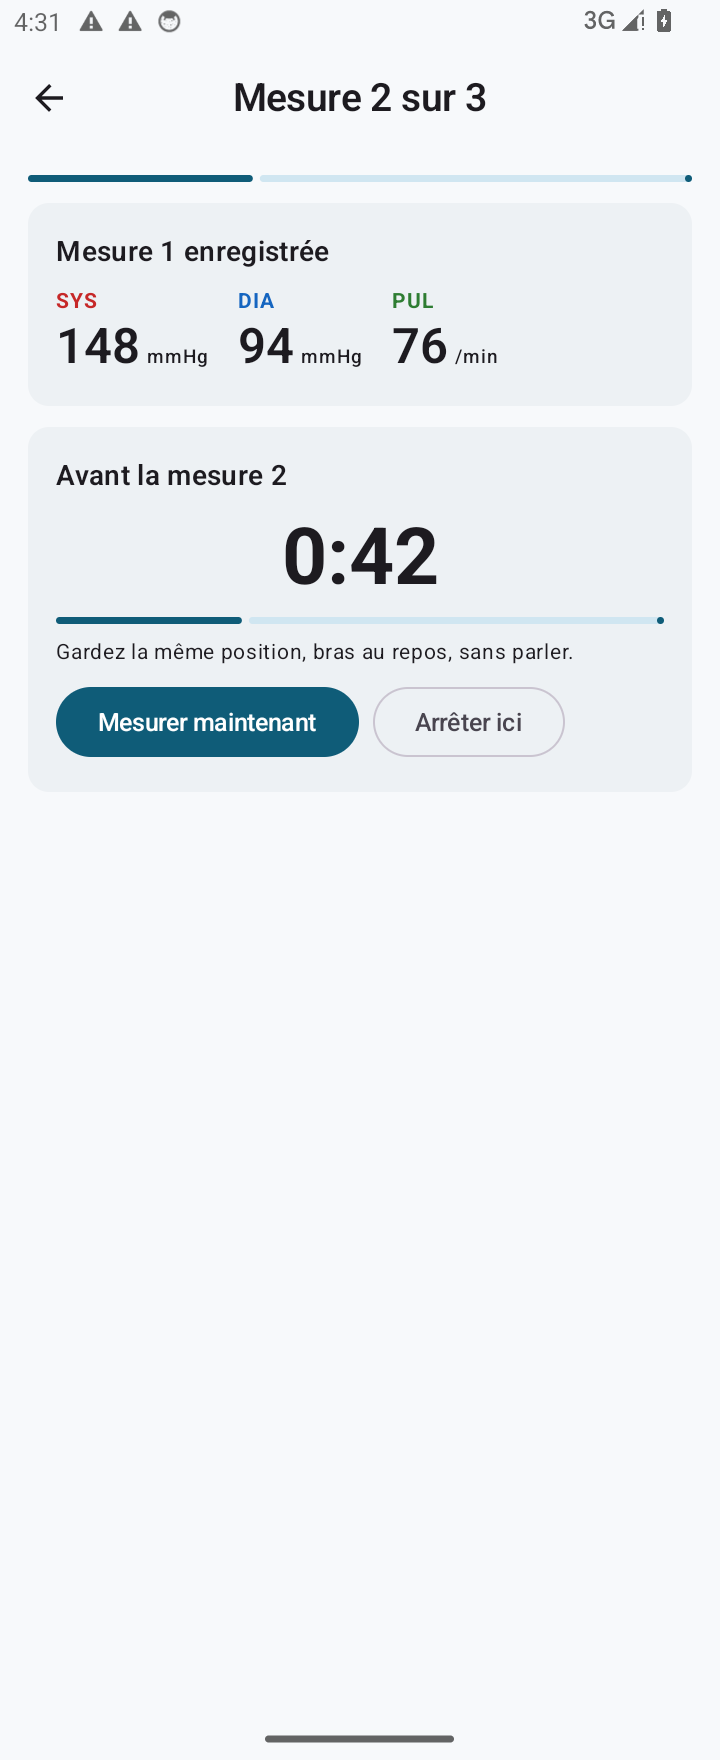 4:31
3G
Mesure 2 sur 3
Mesure 1 enregistrée
SYS DIA PUL
148 mmHg 94 mmHg 76 /min
Avant la mesure 2
0:42
Gardez la même position, bras au repos, sans parler.
Mesurer maintenant Arrêter ici